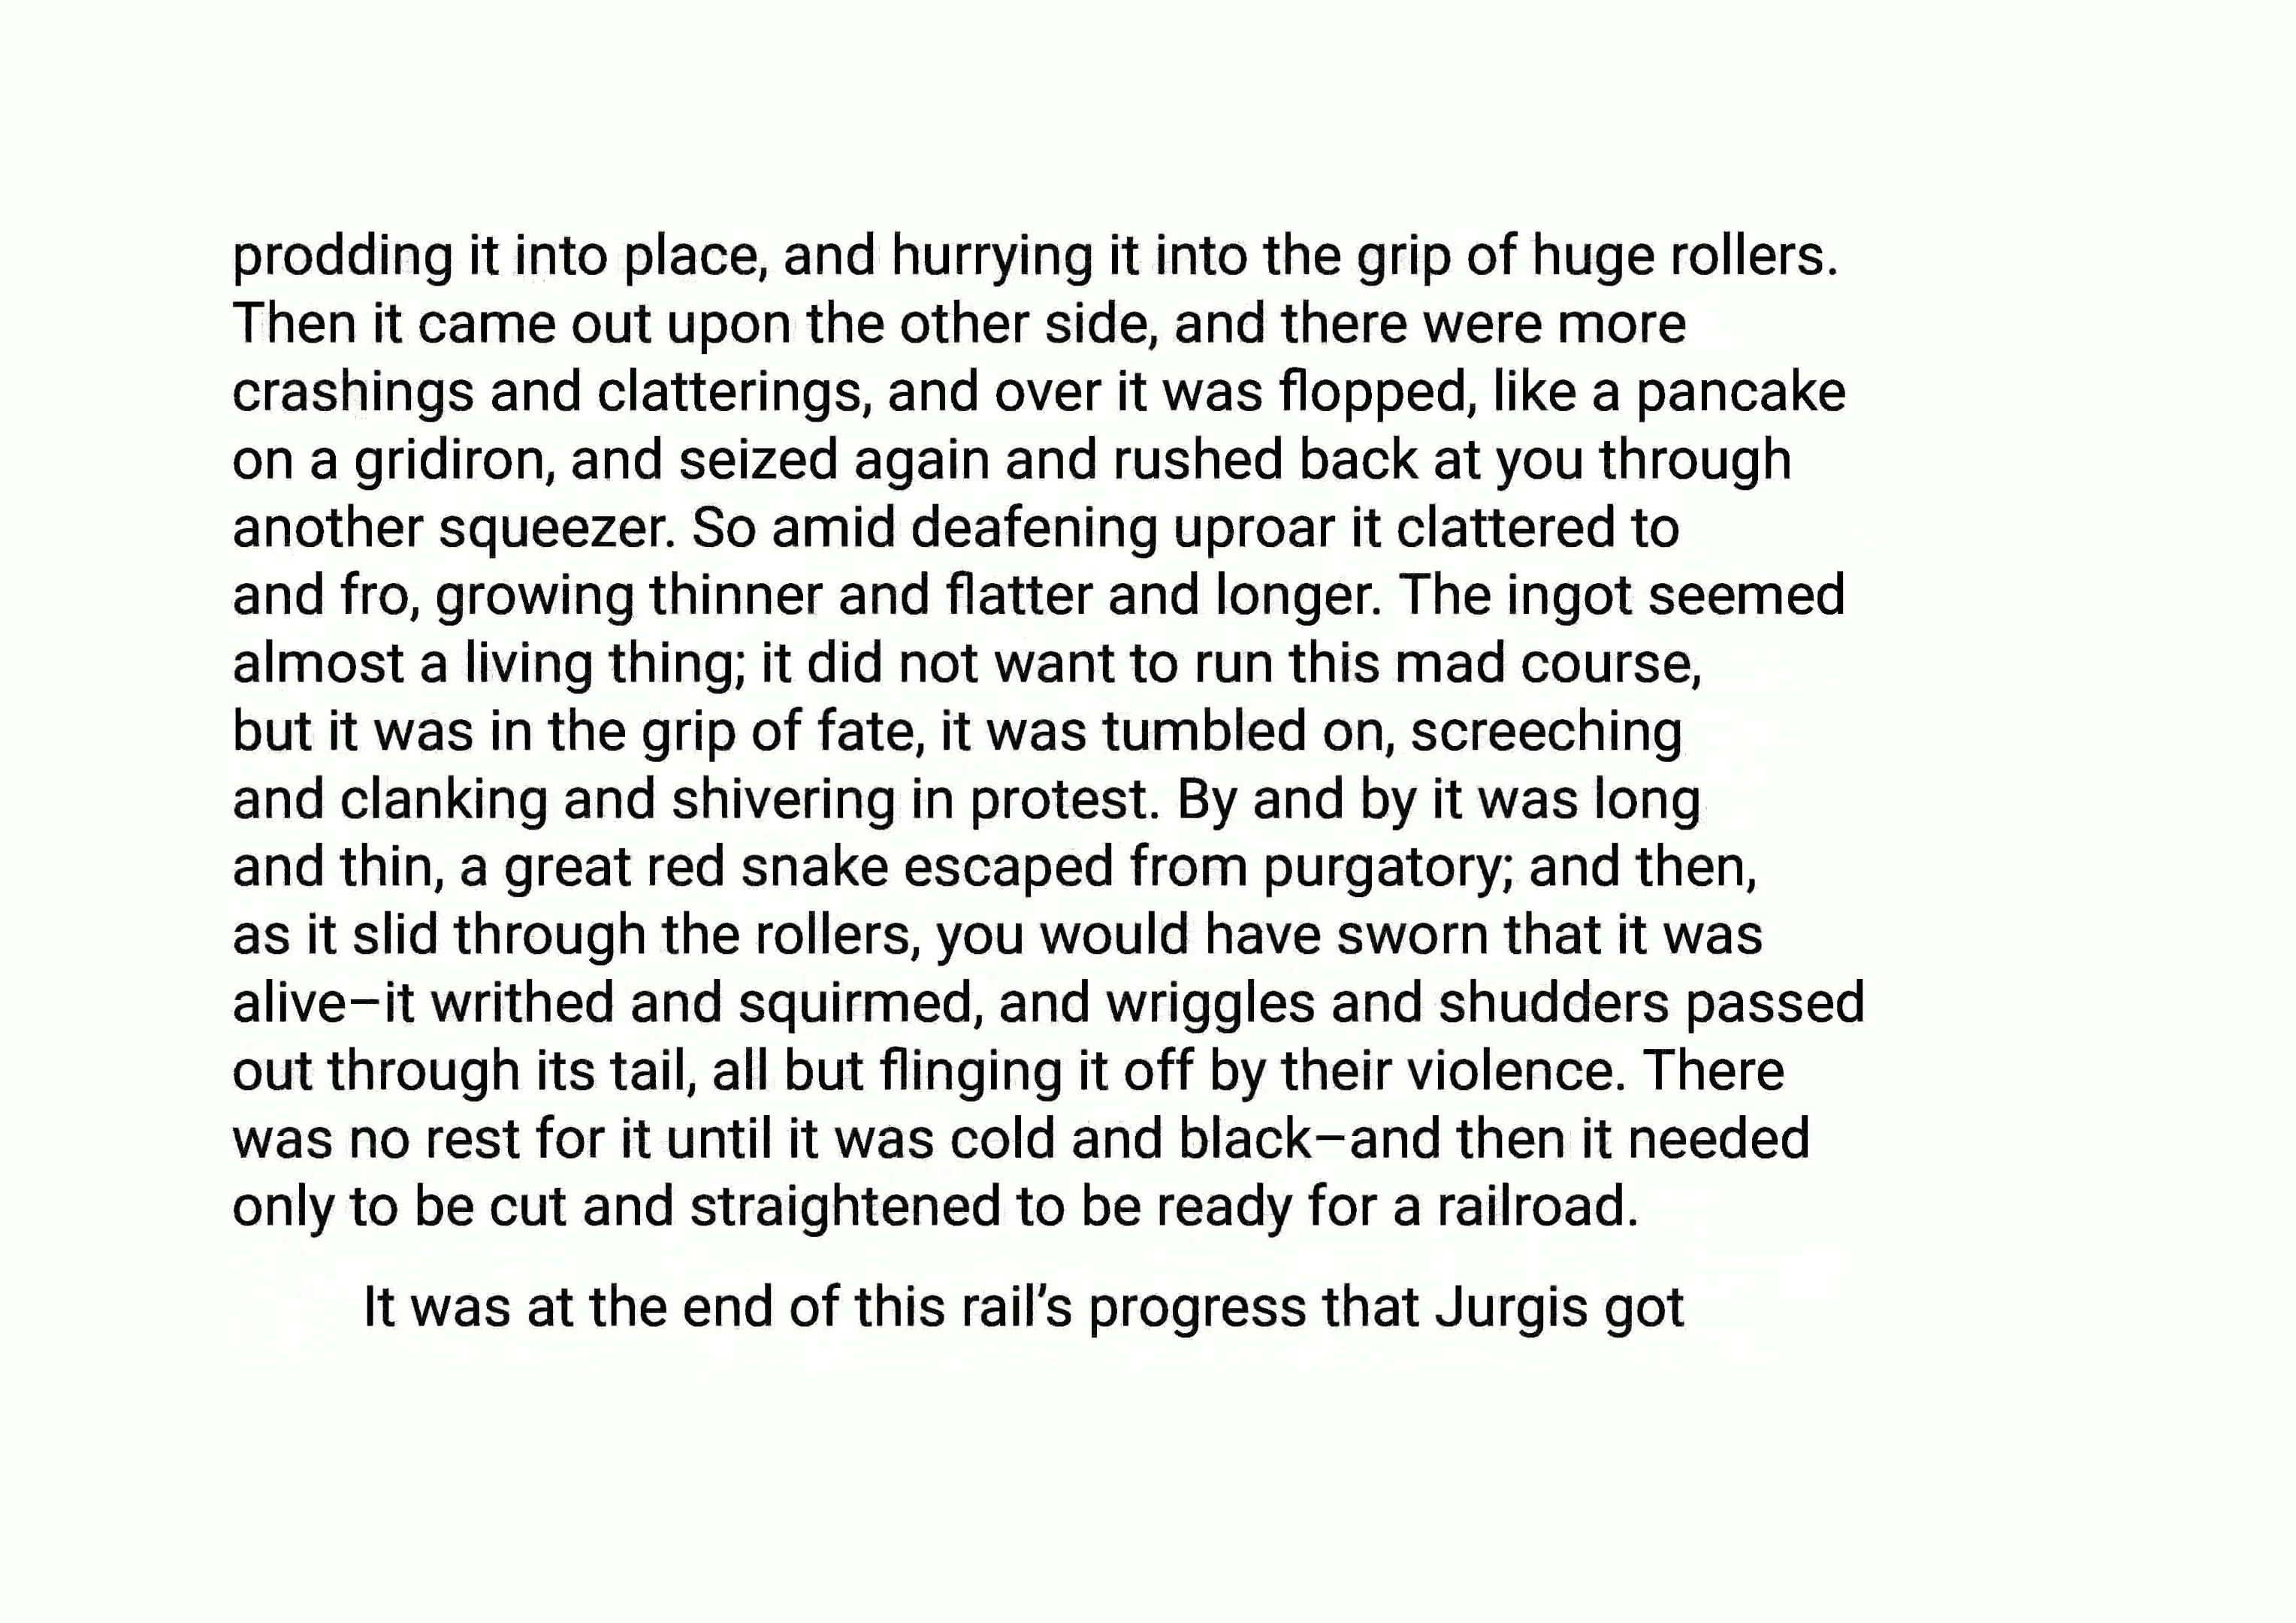 prodding it into place, and hurrying it into the grip of huge rollers.
Then it came out upon the other side, and there were more
crashings and clatterings, and over it was flopped, like a pancake
on a gridiron, and seized again and rushed back at you through
another squeezer. So amid deafening uproar it clattered to
and fro, growing thinner and flatter and longer. The ingot seemed
almost a living thing; it did not want to run this mad course,
but it was in the grip of fate, it was tumbled on, screeching
and clanking and shivering in protest. By and by it was long
and thin, a great red snake escaped from purgatory; and then,
as it slid through the rollers, you would have sworn that it was
alive–it writhed and squirmed, and wriggles and shudders passed
out through its tail, all but flinging it off by their violence. There
was no rest for it until it was cold and black–and then it needed
only to be cut and straightened to be ready for a railroad.
It was at the end of this rail’s progress that Jurgis got